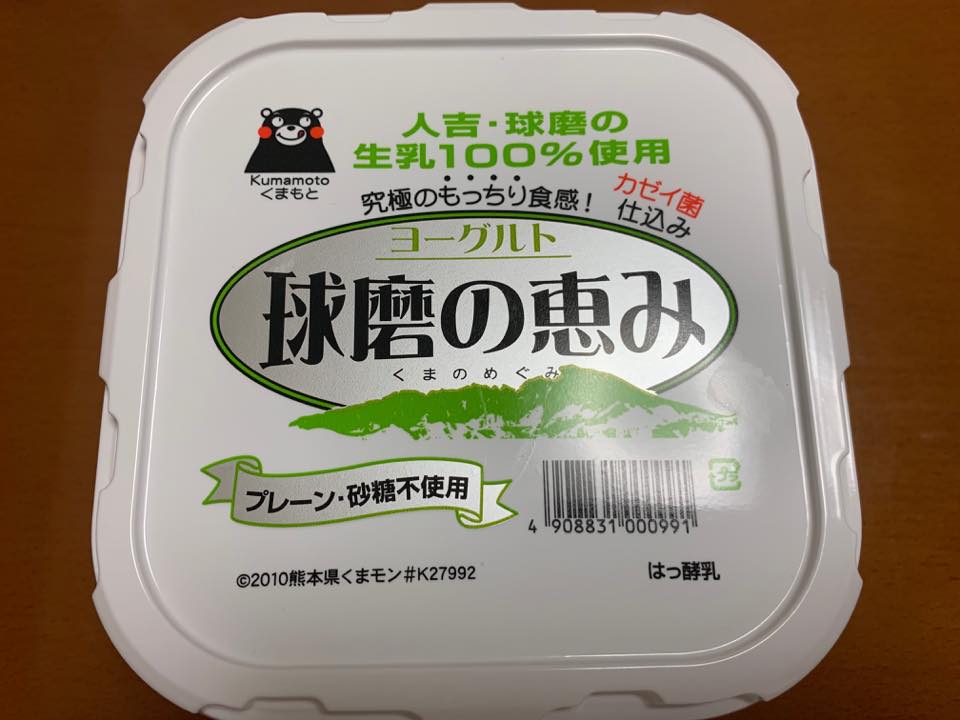 人吉・球磨の
生乳100%使用
Kumamoto
くまもと
究極のもっちり食感！
カゼイ菌
仕込み
ヨーグルト
球磨の恵み
くまのめぐみ
プレーン・砂糖不使用
4 908831 000991
プラ
©2010熊本県くまモン#K27992
はっ酵乳